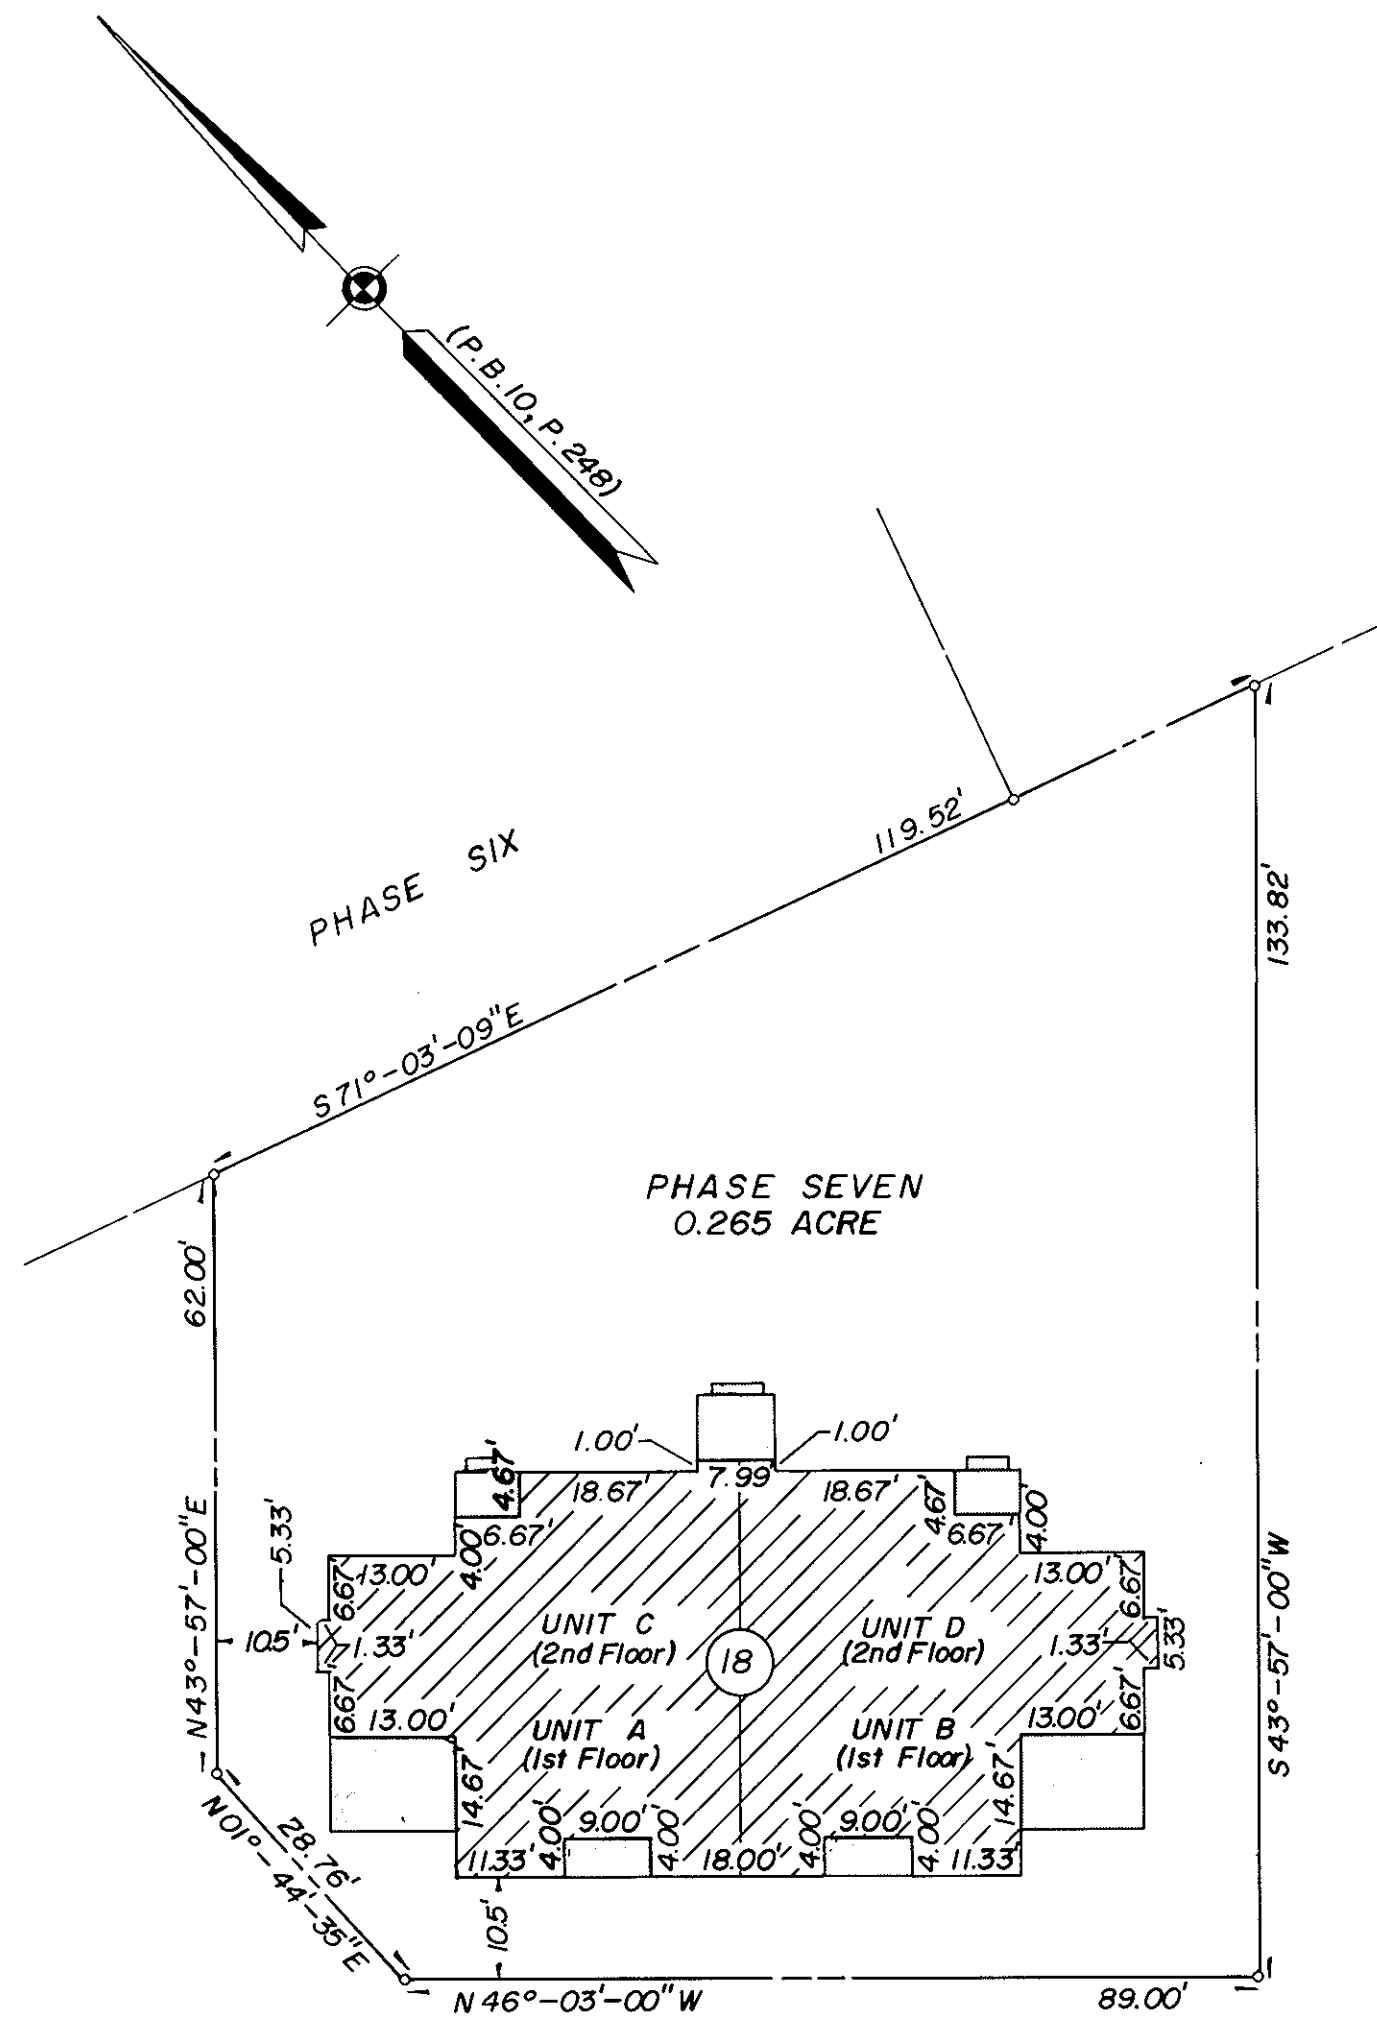 (P.B.10, P.248)
119.52'
PHASE SIX
133.82'
S71°-03'-09"E
PHASE SEVEN
0.265 ACRE
62.00'
1.00'
1.00'
4.67'
18.67'
7.99'
18.67'
4.67'
4.00'
6.67'
6.67'
4.00'
N43°-57'-00"E
5.33'
13.00'
13.00'
6.67'
6.67'
UNIT C
(2nd Floor)
18
UNIT D
(2nd Floor)
10.5'
1.33'
1.33'
5.33'
S43°-57'-00"W
6.67'
13.00'
13.00'
6.67'
UNIT A
(1st Floor)
UNIT B
(1st Floor)
14.67'
14.67'
4.00'
9.00'
4.00'
4.00'
9.00'
4.00'
11.33'
18.00'
11.33'
28.76'
N01°-44'-35"E
10.5'
N46°-03'-00"W
89.00'